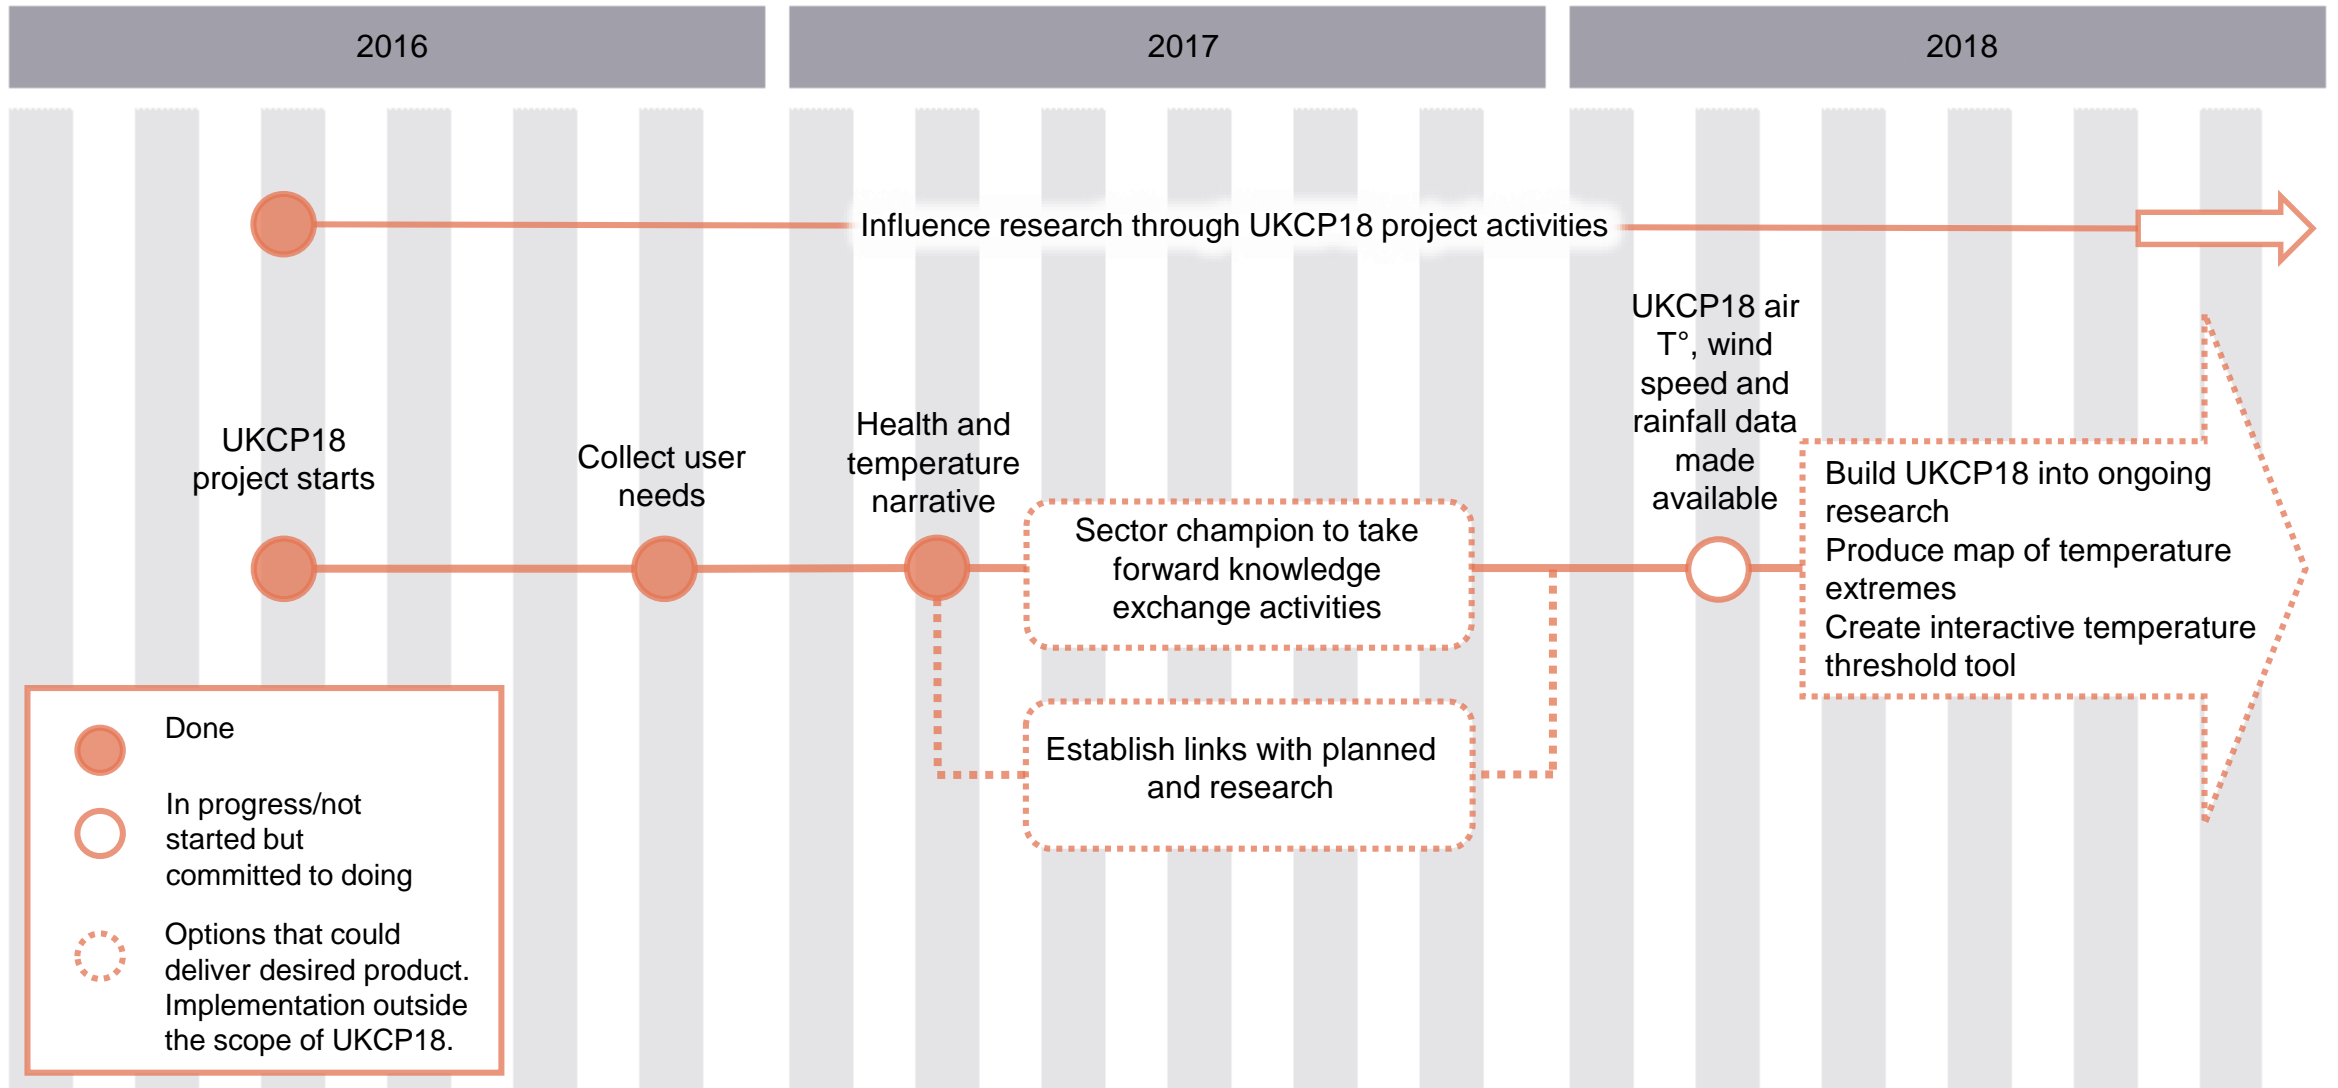 2016
2017
2018
Influence research through UKCP18 project activities
UKCP18
project starts
Collect user
needs
Health and
temperature
narrative
Sector champion to take
forward knowledge
exchange activities
Establish links with planned
and research
UKCP18 air
T°, wind
speed and
rainfall data
made
available
Build UKCP18 into ongoing
research
Produce map of temperature
extremes
Create interactive temperature
threshold tool
Done
In progress/not
started but
committed to doing
Options that could
deliver desired product.
Implementation outside
the scope of UKCP18.